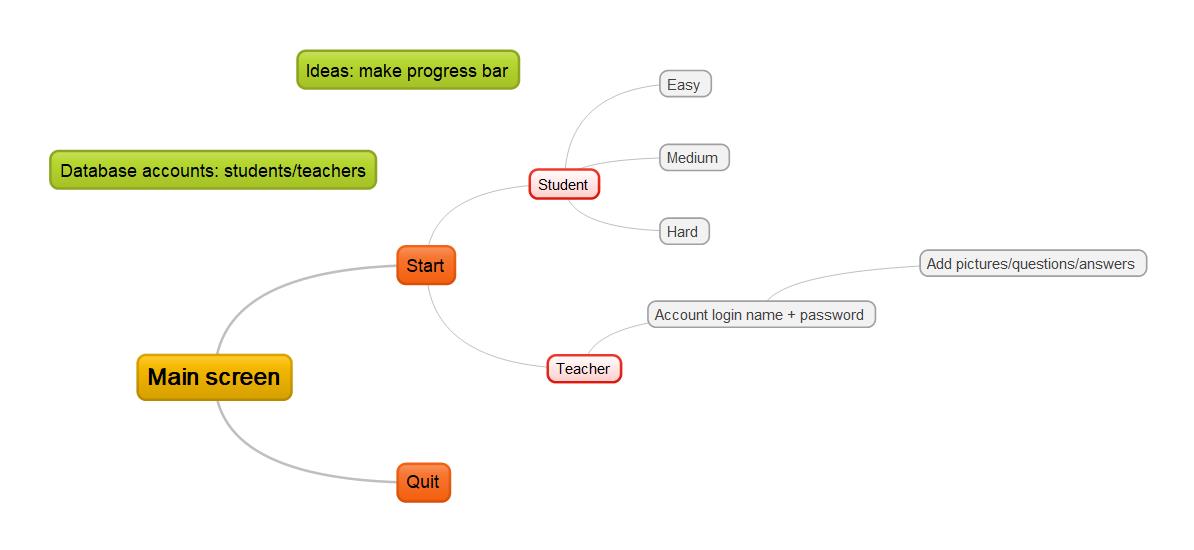 Ideas: make progress bar
Easy
Medium
Database accounts: students/teachers
Student
Hard
Start
Add pictures/questions/answers
Account login name + password
Teacher
Main screen
Quit